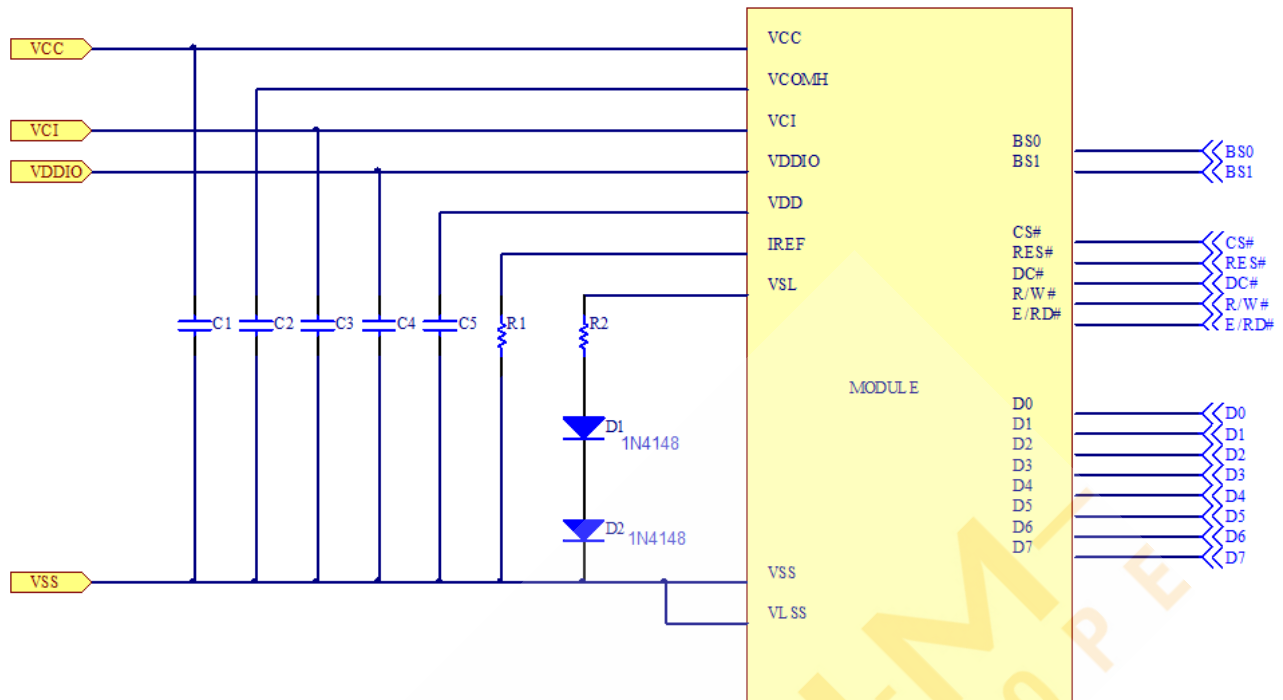 VCC
VCI
VDDIO
VSS
VCC
VCOMH
VCI
VDDIO
VDD
IREF
VSL
C1 C2 C3 C4 C5 R1 R2
D1
1N4148
D2 1N4148
VSS
VLSS
MODULE
BS0
BS1
CS#
RES#
DC#
R/W#
E/RD#
D0
D1
D2
D3
D4
D5
D6
D7
BS0
BS1
CS#
RES#
DC#
R/W#
E/RD#
D0
D1
D2
D3
D4
D5
D6
D7